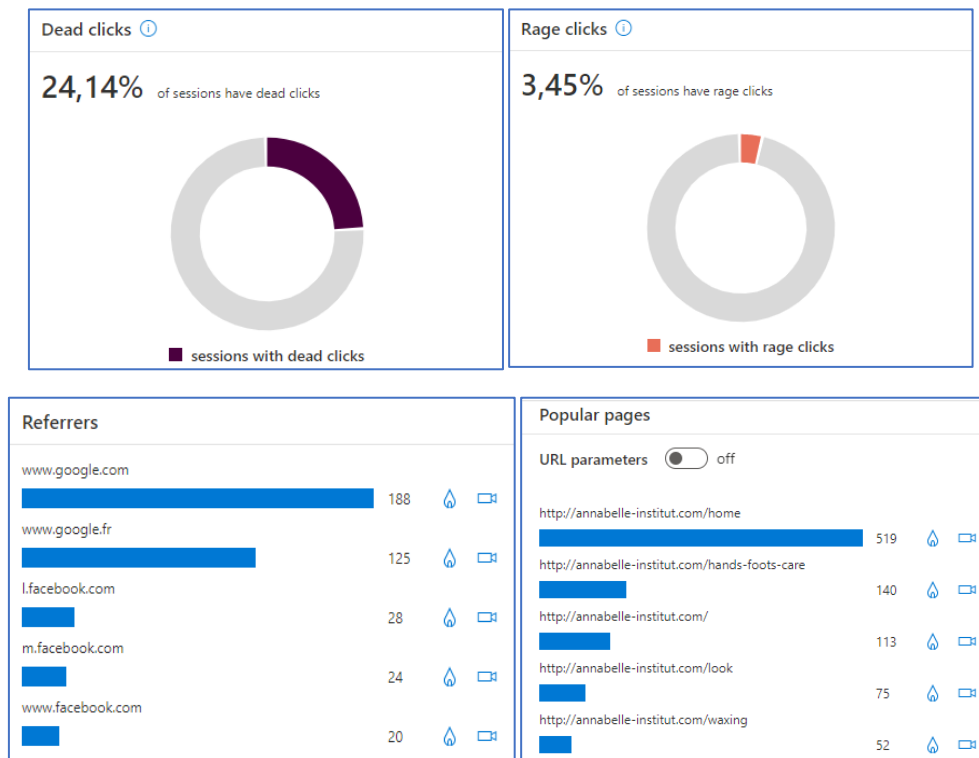 Dead clicks
24,14% of sessions have dead clicks
sessions with dead clicks
Rage clicks
3,45% of sessions have rage clicks
sessions with rage clicks
Referrers
www.google.com
188
www.google.fr
125
l.facebook.com
28
m.facebook.com
24
www.facebook.com
20
Popular pages
URL parameters off
http://annabelle-institut.com/home
519
http://annabelle-institut.com/hands-foots-care
140
http://annabelle-institut.com/
113
http://annabelle-institut.com/look
75
http://annabelle-institut.com/waxing
52